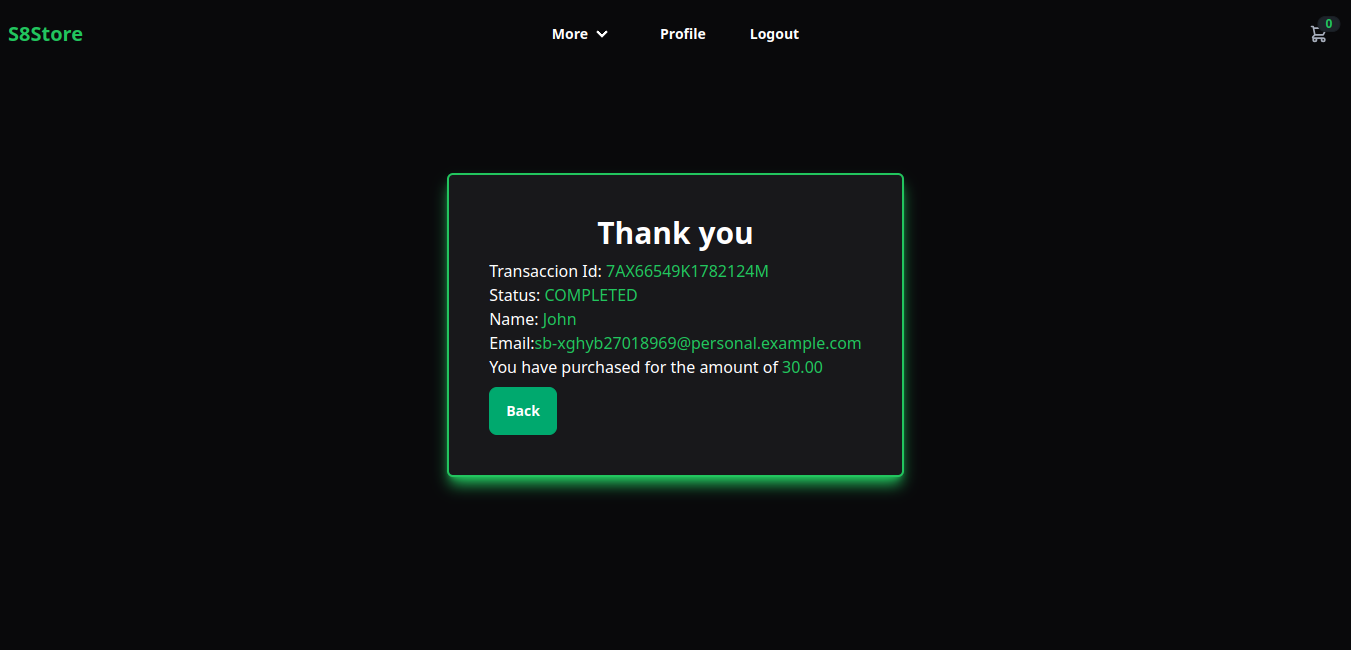 S8Store
More
Profile
Logout
0
Thank you
Transaccion Id: 7AX66549K1782124M
Status: COMPLETED
Name: John
Email:sb-xghyb27018969@personal.example.com
You have purchased for the amount of 30.00
Back